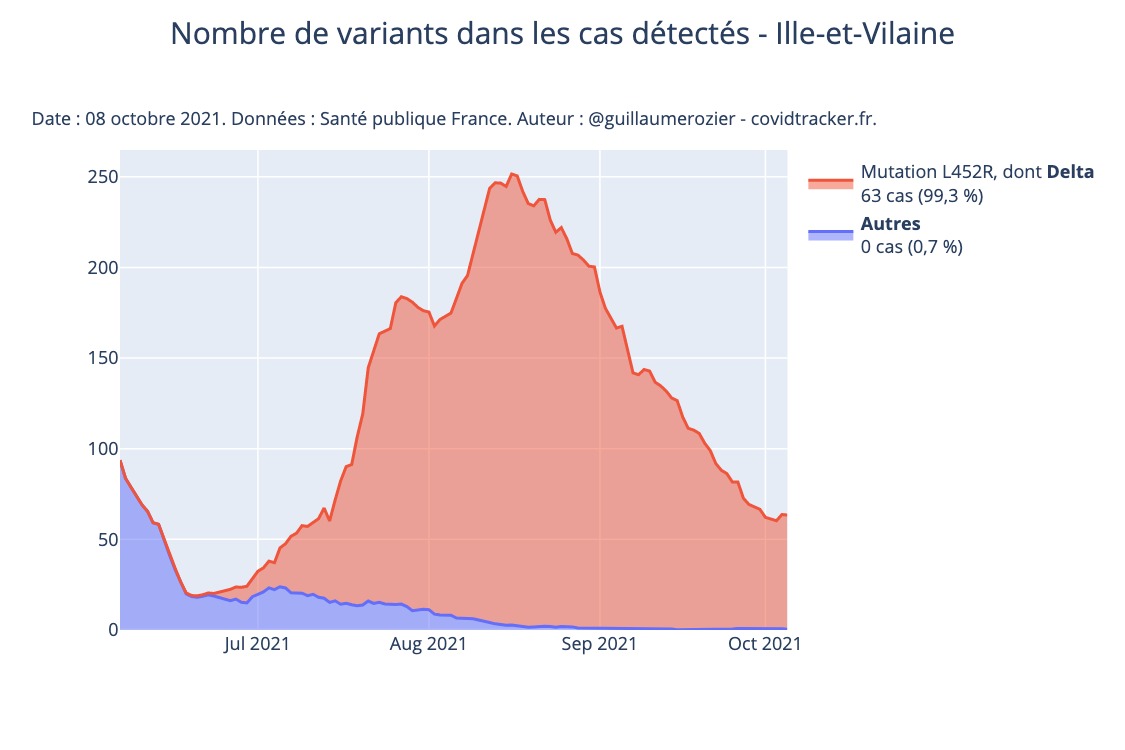 Nombre de variants dans les cas détectés - Ille-et-Vilaine
Date : 08 octobre 2021. Données : Santé publique France. Auteur : @guillaumerozier - covidtracker.fr.
250
200
150
100
50
0
Jul 2021
Aug 2021
Sep 2021
Oct 2021
Mutation L452R, dont Delta
63 cas (99,3 %)
Autres
0 cas (0,7 %)